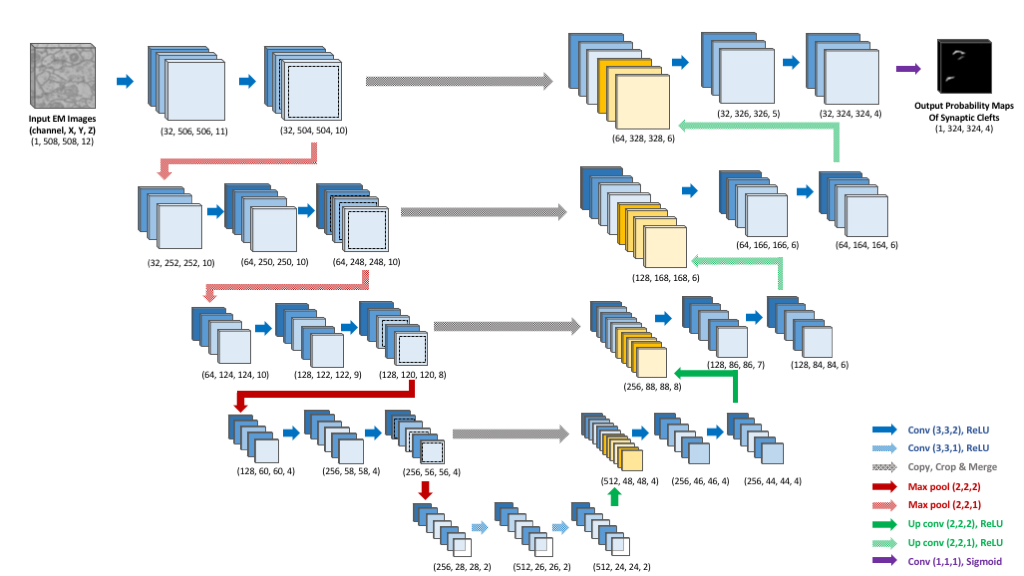 Input EM Images
(channel, X, Y, Z)
(1, 508, 508, 12)
(32, 506, 506, 11)
(32, 504, 504, 10)
(64, 328, 328, 6)
(32, 326, 326, 5)
(32, 324, 324, 4)
Output Probability Maps
Of Synaptic Clefts
(1, 324, 324, 4)
(32, 252, 252, 10)
(64, 250, 250, 10)
(64, 248, 248, 10)
(128, 168, 168, 6)
(64, 166, 166, 6)
(64, 164, 164, 6)
(64, 124, 124, 10)
(128, 122, 122, 9)
(128, 120, 120, 8)
(256, 88, 88, 8)
(128, 86, 86, 7)
(128, 84, 84, 6)
(128, 60, 60, 4)
(256, 58, 58, 4)
(256, 56, 56, 4)
(512, 48, 48, 4)
(256, 46, 46, 4)
(256, 44, 44, 4)
(256, 28, 28, 2)
(512, 26, 26, 2)
(512, 24, 24, 2)
Conv (3,3,2), ReLU
Conv (3,3,1), ReLU
Copy, Crop & Merge
Max pool (2,2,2)
Max pool (2,2,1)
Up conv (2,2,2), ReLU
Up conv (2,2,1), ReLU
Conv (1,1,1), Sigmoid